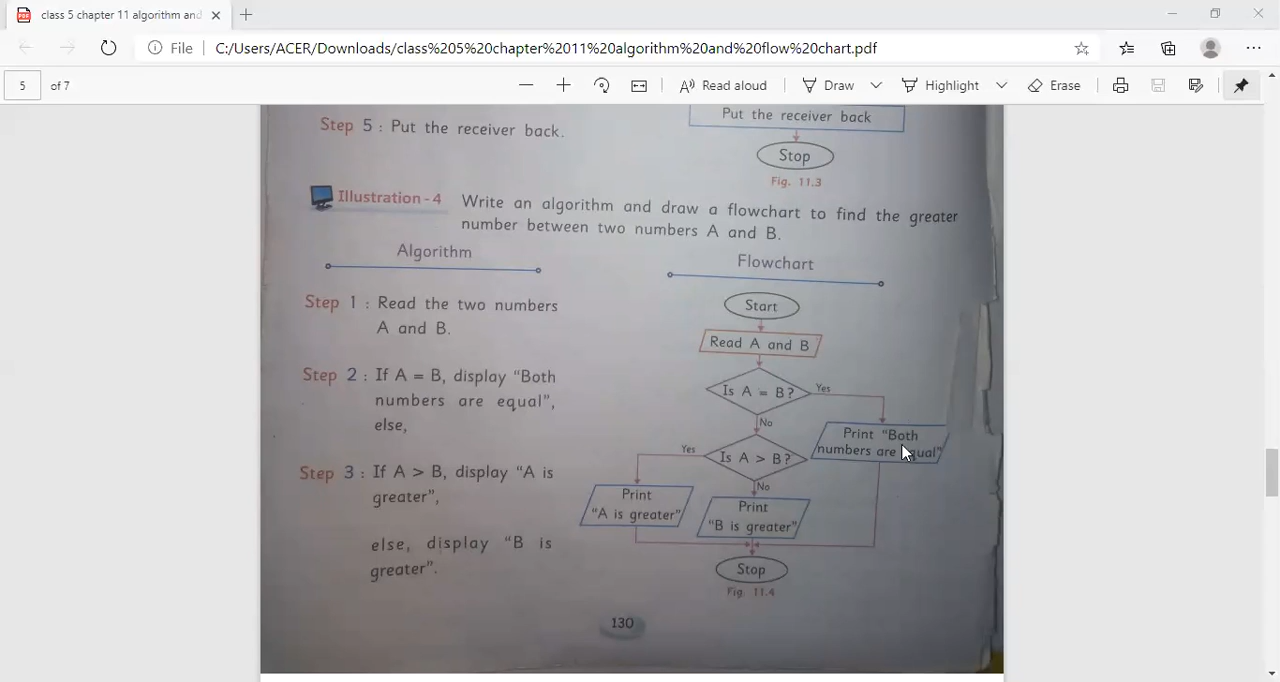 class 5 chapter 11 algorithm and
File
C:/Users/ACER/Downloads/class%205%20chapter%2011%20algorithm%20and%20flow%20chart.pdf
5 of 7
Read aloud
Draw
Highlight
Erase
Step 5 : Put the receiver back.
Put the receiver back
Stop
Fig. 11.3
Illustration - 4 Write an algorithm and draw a flowchart to find the greater
number between two numbers A and B.
Algorithm
Step 1 : Read the two numbers
A and B.
Step 2 : If A = B, display "Both
numbers are equal",
else,
Step 3 : If A > B, display "A is
greater",
else, display "B is
greater".
Flowchart
Start
Read A and B
Is A = B?
Yes
No
Print "Both
numbers are equal"
Is A > B?
Yes
No
Print
"A is greater"
Print
"B is greater"
Stop
Fig. 11.4
130